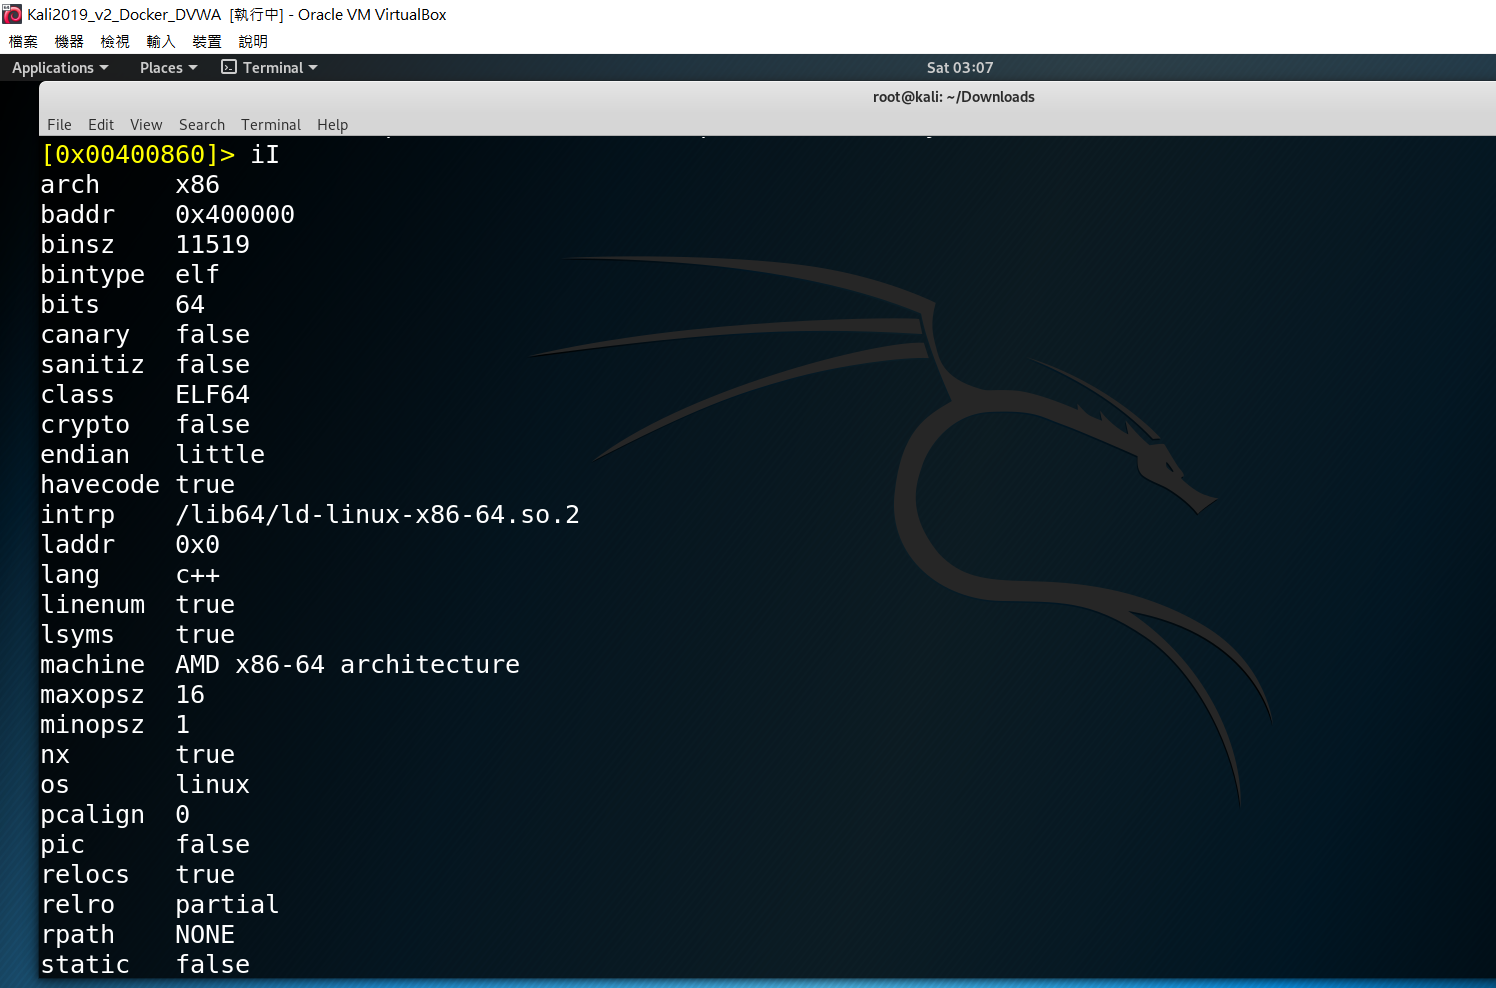 Kali2019_v2_Docker_DVWA [執行中] - Oracle VM VirtualBox
檔案 機器 檢視 輸入 裝置 說明
Applications Places Terminal Sat 03:07
root@kali: ~/Downloads
File Edit View Search Terminal Help
[0x00400860]> iI
arch x86
baddr 0x400000
binsz 11519
bintype elf
bits 64
canary false
sanitiz false
class ELF64
crypto false
endian little
havecode true
intrp /lib64/ld-linux-x86-64.so.2
laddr 0x0
lang c++
linenum true
lsyms true
machine AMD x86-64 architecture
maxopsz 16
minopsz 1
nx true
os linux
pcalign 0
pic false
relocs true
relro partial
rpath NONE
static false